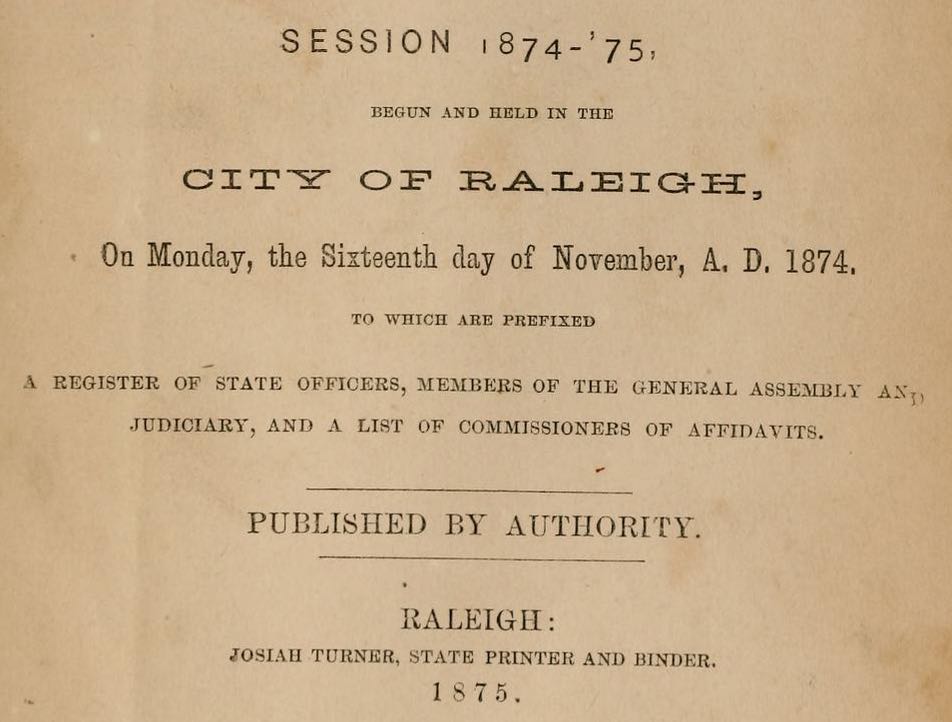 SESSION 1874-'75,
BEGUN AND HELD IN THE
CITY OF RALEIGH,
On Monday, the Sixteenth day of November, A. D. 1874.
TO WHICH ARE PREFIXED
A REGISTER OF STATE OFFICERS, MEMBERS OF THE GENERAL ASSEMBLY AND
JUDICIARY, AND A LIST OF COMMISSIONERS OF AFFIDAVITS.
PUBLISHED BY AUTHORITY.
RALEIGH:
JOSIAH TURNER, STATE PRINTER AND BINDER.
1875.